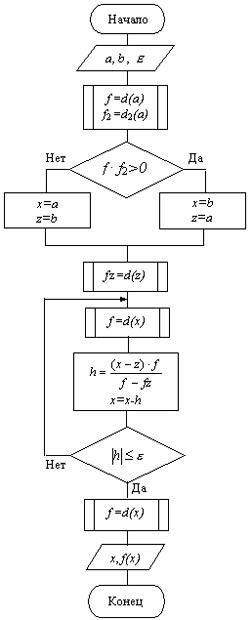 Начало
a, b , E
f =d(a)
f2=d2(a)
Нет
Да
f· f2>0
x=a
z=b
x=b
z=a
fz=d(z)
f=d(x)
h = (x – z) · f / f – fz
x=x-h
|h| ≤ ε
Нет
Да
f=d(x)
x,f(x)
Конец